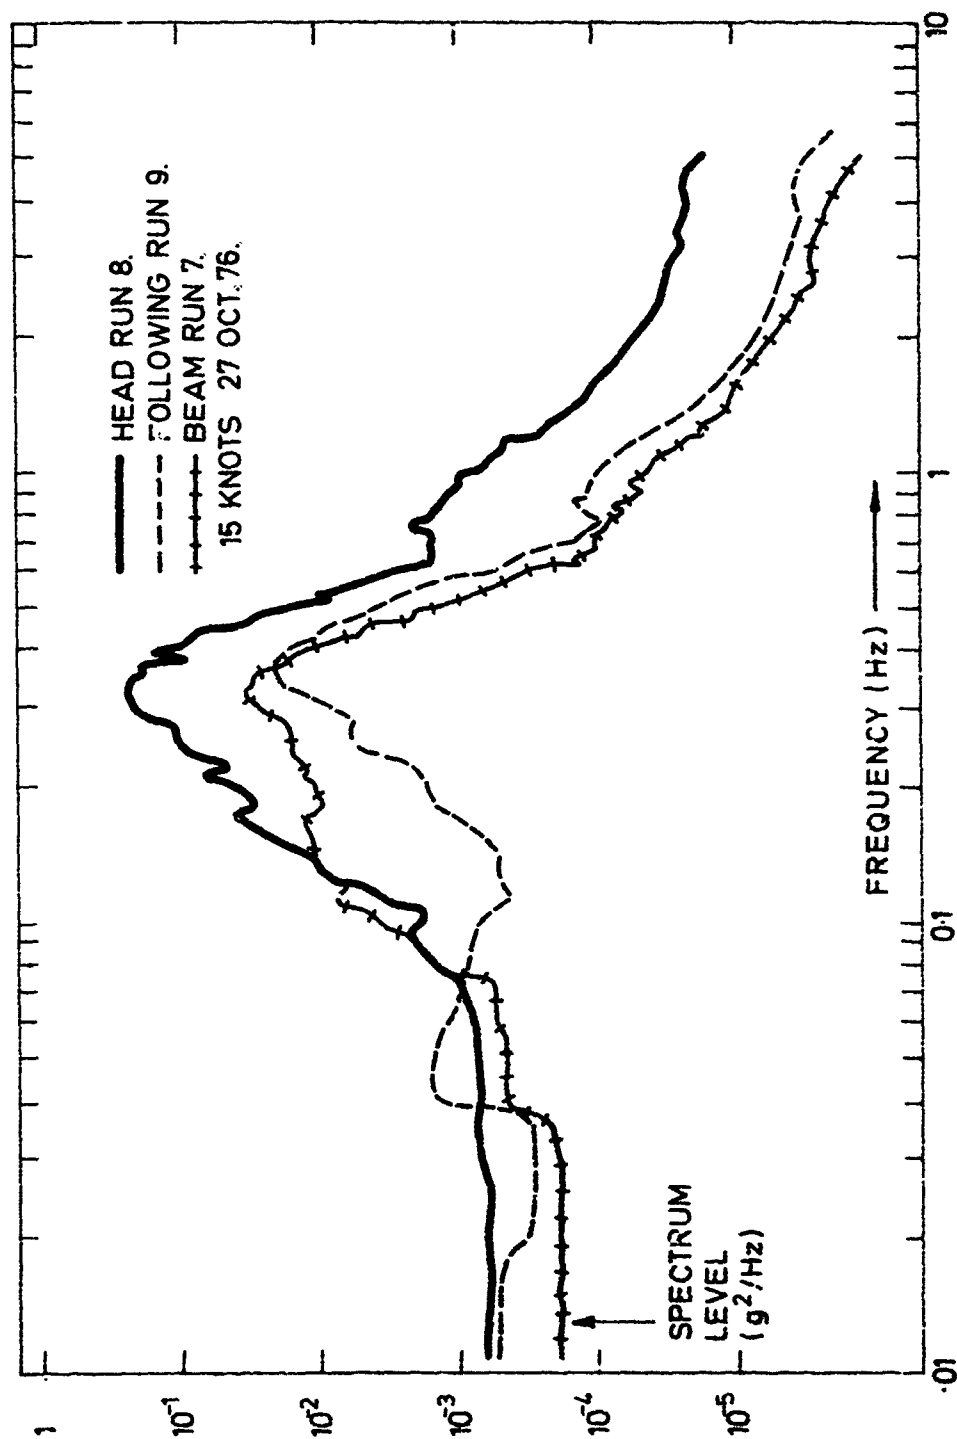 HEAD RUN 8.
FOLLOWING RUN 9.
BEAM RUN 7.
15 KNOTS 27 OCT. 76.
1
10⁻¹
10⁻²
10⁻³
10⁻⁴
10⁻⁵
SPECTRUM
LEVEL
(g²/Hz)
·01
0·1
1
10
FREQUENCY (Hz)